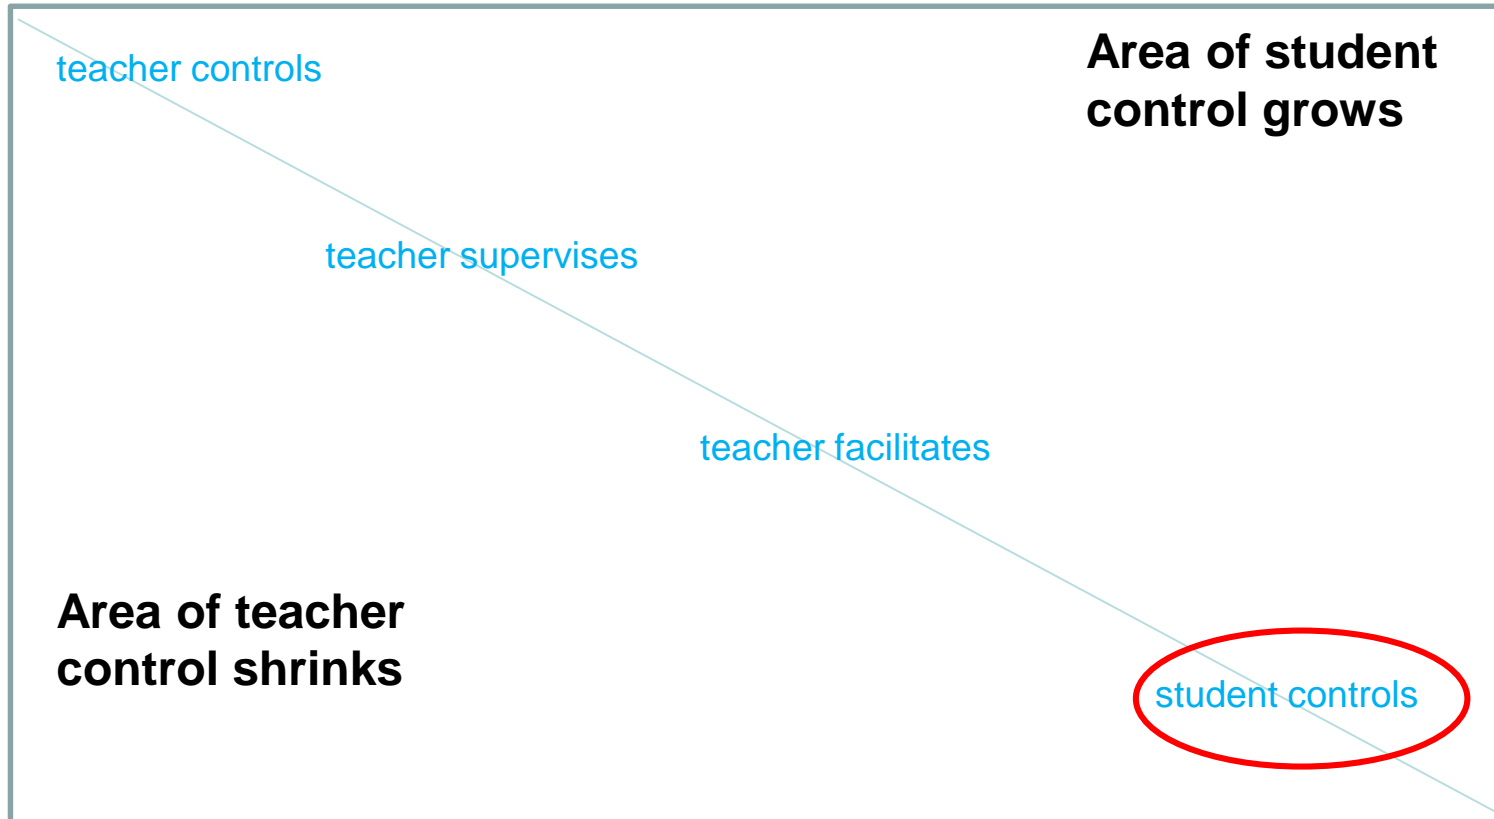 teacher controls
Area of student
control grows
teacher supervises
teacher facilitates
Area of teacher
control shrinks
student controls